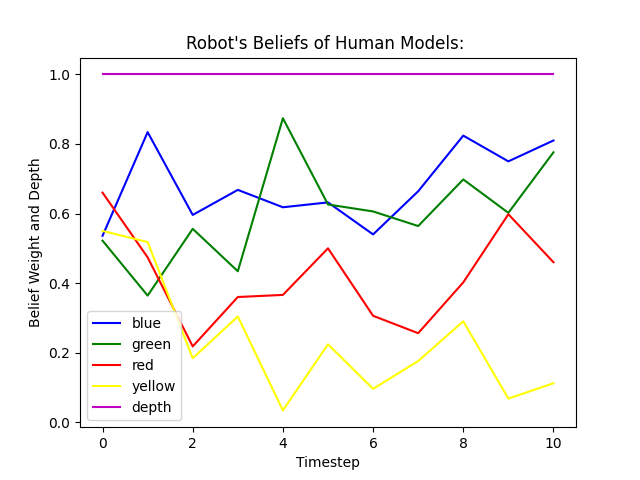 Robot's Beliefs of Human Models:
Belief Weight and Depth
1.0
0.8
0.6
0.4
0.2
0.0
blue
green
red
yellow
depth
0 2 4 6 8 10
Timestep